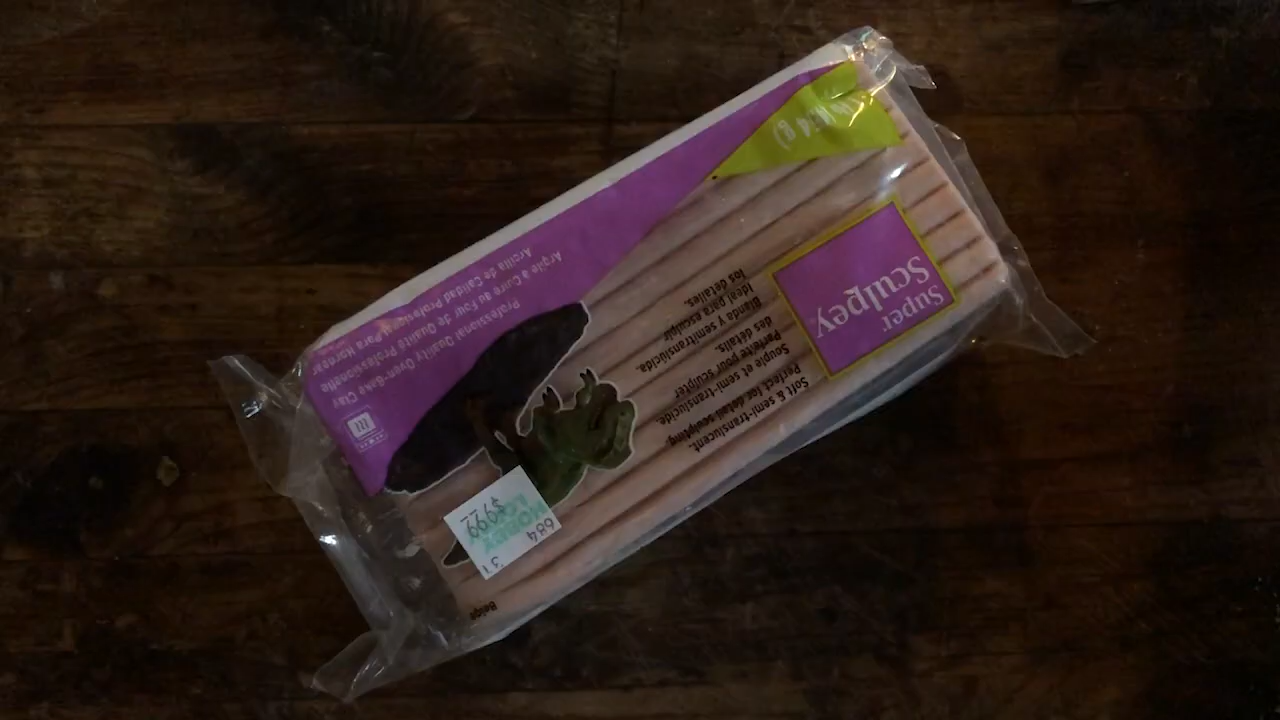 Super
Sculpey
Soft & semi-translucent.
Perfect for detail sculpting.
Souple et semi-translucide.
Parfaite pour sculpter
des détails.
Blanda y semitranslúcida.
Ideal para esculpir
los detalles.
Professional Quality Oven-Bake Clay
Argile à Cuire au Four de Qualité Professionnelle
Arcilla de Calidad Profesional Para Hornear
684 31
HOBBY
$9.99
Beige